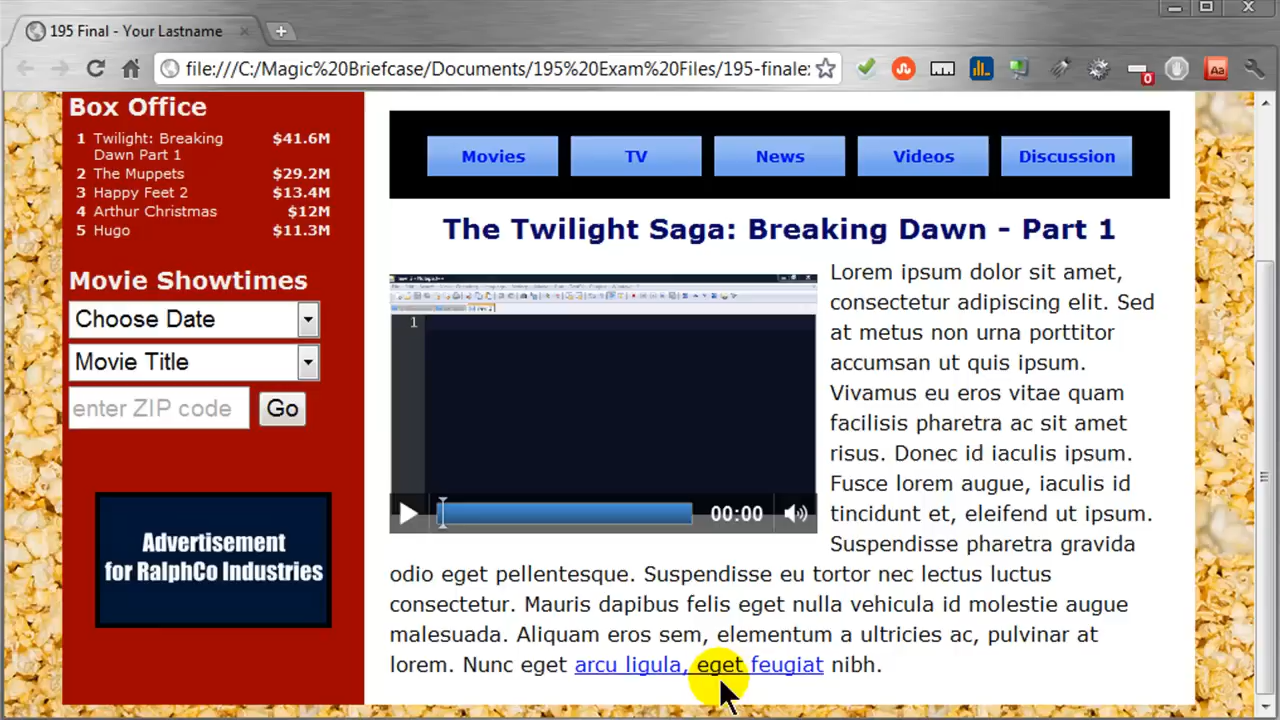 195 Final - Your Lastname
file:///C:/Magic%20Briefcase/Documents/195%20Exam%20Files/195-finale
0
Aa
Box Office
1 Twilight: Breaking Dawn Part 1 $41.6M
2 The Muppets $29.2M
3 Happy Feet 2 $13.4M
4 Arthur Christmas $12M
5 Hugo $11.3M
Movie Showtimes
Choose Date
Movie Title
enter ZIP code Go
Advertisement
for RalphCo Industries
Movies TV News Videos Discussion
The Twilight Saga: Breaking Dawn - Part 1
1
00:00
Lorem ipsum dolor sit amet,
consectetur adipiscing elit. Sed
at metus non urna porttitor
accumsan ut quis ipsum.
Vivamus eu eros vitae quam
facilisis pharetra ac sit amet
risus. Donec id iaculis ipsum.
Fusce lorem augue, iaculis id
tincidunt et, eleifend ut ipsum.
Suspendisse pharetra gravida
odio eget pellentesque. Suspendisse eu tortor nec lectus luctus
consectetur. Mauris dapibus felis eget nulla vehicula id molestie augue
malesuada. Aliquam eros sem, elementum a ultricies ac, pulvinar at
lorem. Nunc eget arcu ligula, eget feugiat nibh.